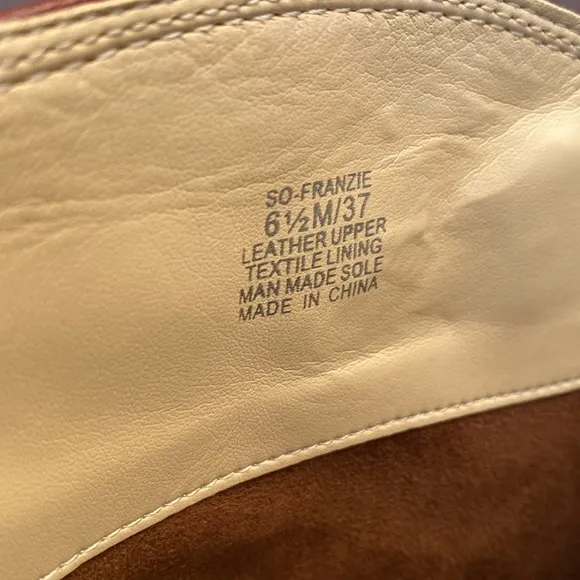 SO-FRANZIE
6½M/37
LEATHER UPPER
TEXTILE LINING
MAN MADE SOLE
MADE IN CHINA